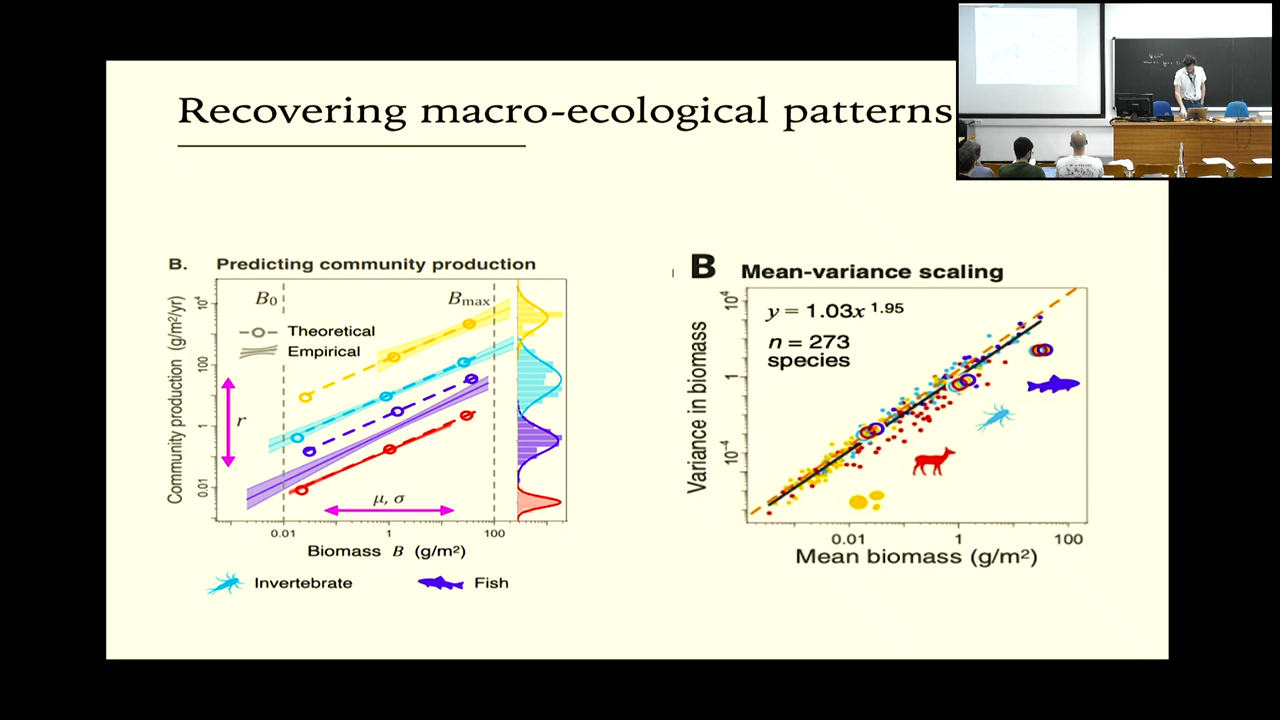 Recovering macro-ecological patterns
B. Predicting community production
Community production (g/m²/yr)
10⁴
100
1
0.01
B₀
Bmax
Theoretical
Empirical
r
μ, σ
0.01
1
100
Biomass B (g/m²)
Invertebrate
Fish
B Mean-variance scaling
Variance in biomass
10⁴
1
10⁻⁴
y = 1.03x 1.95
n = 273
species
0.01
1
100
Mean biomass (g/m²)